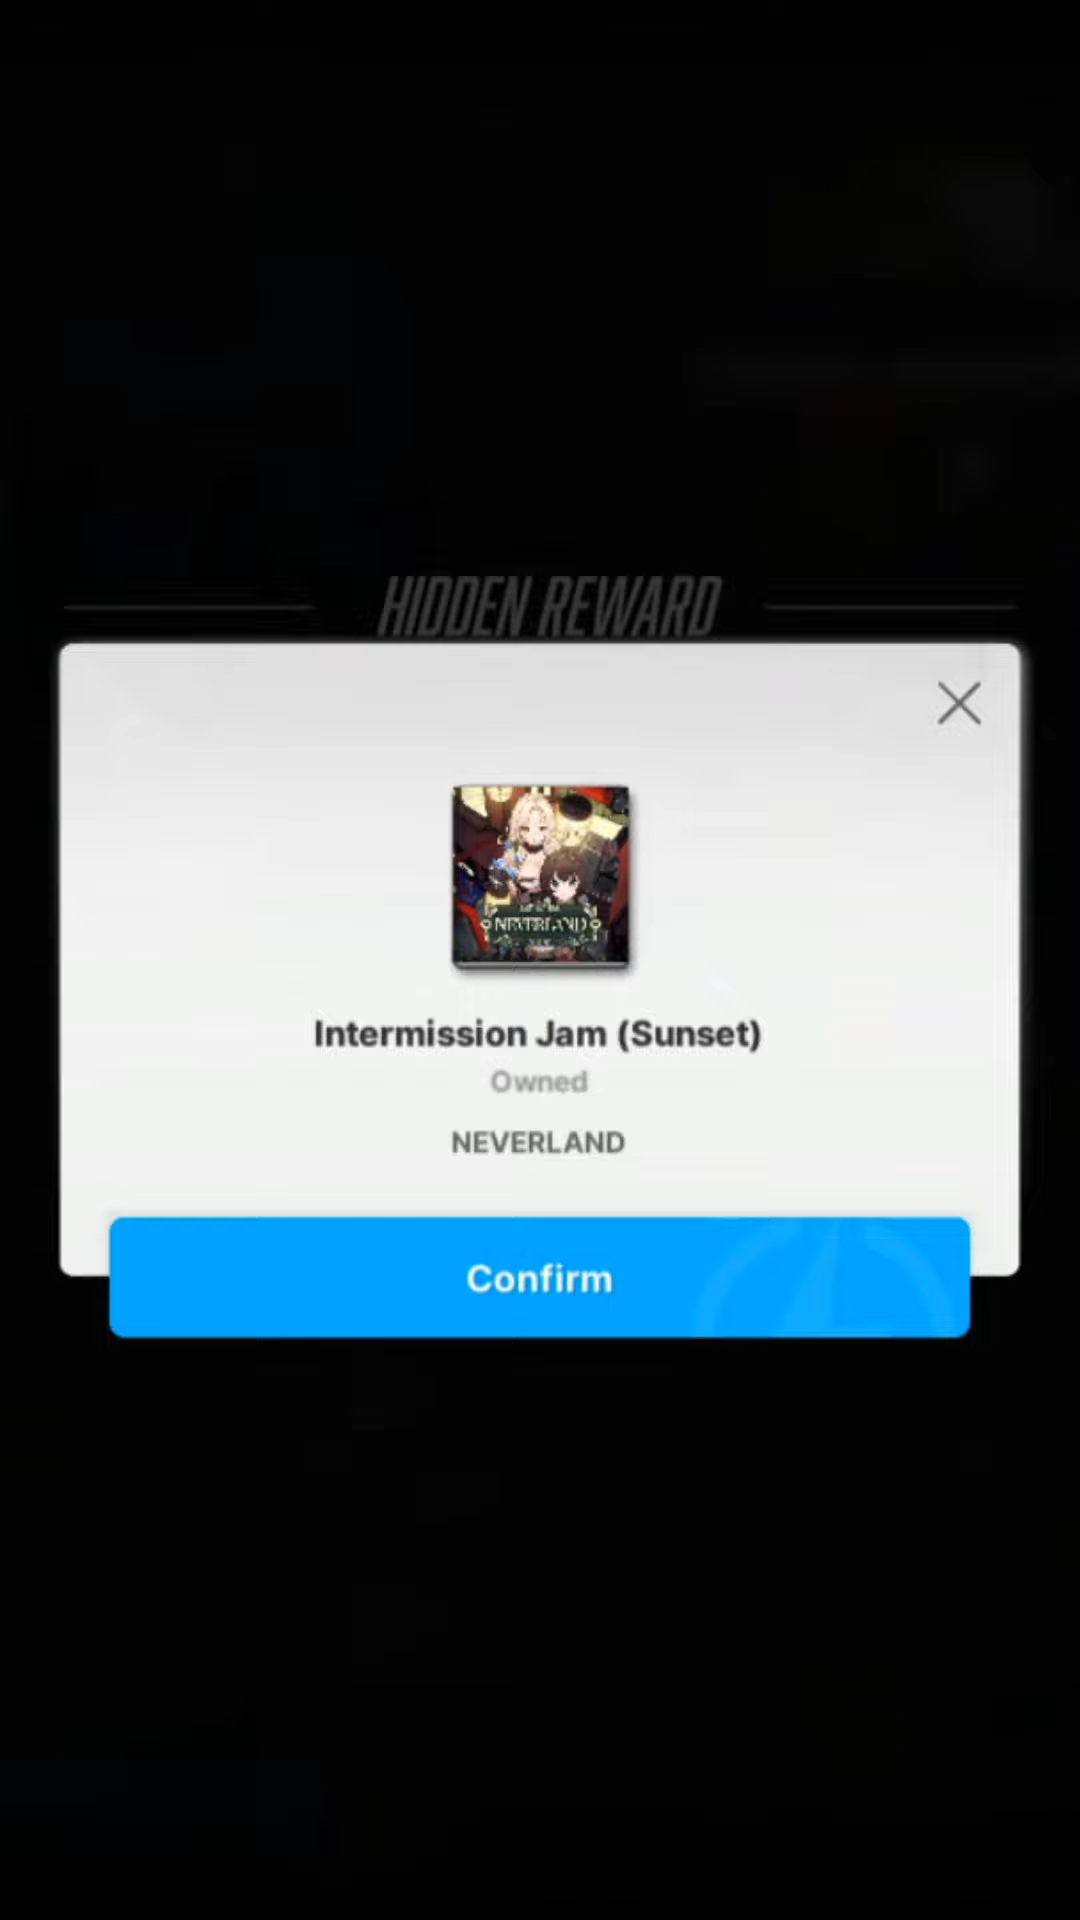 HIDDEN REWARD
NEVERLAND
Intermission Jam (Sunset)
Owned
NEVERLAND
Confirm